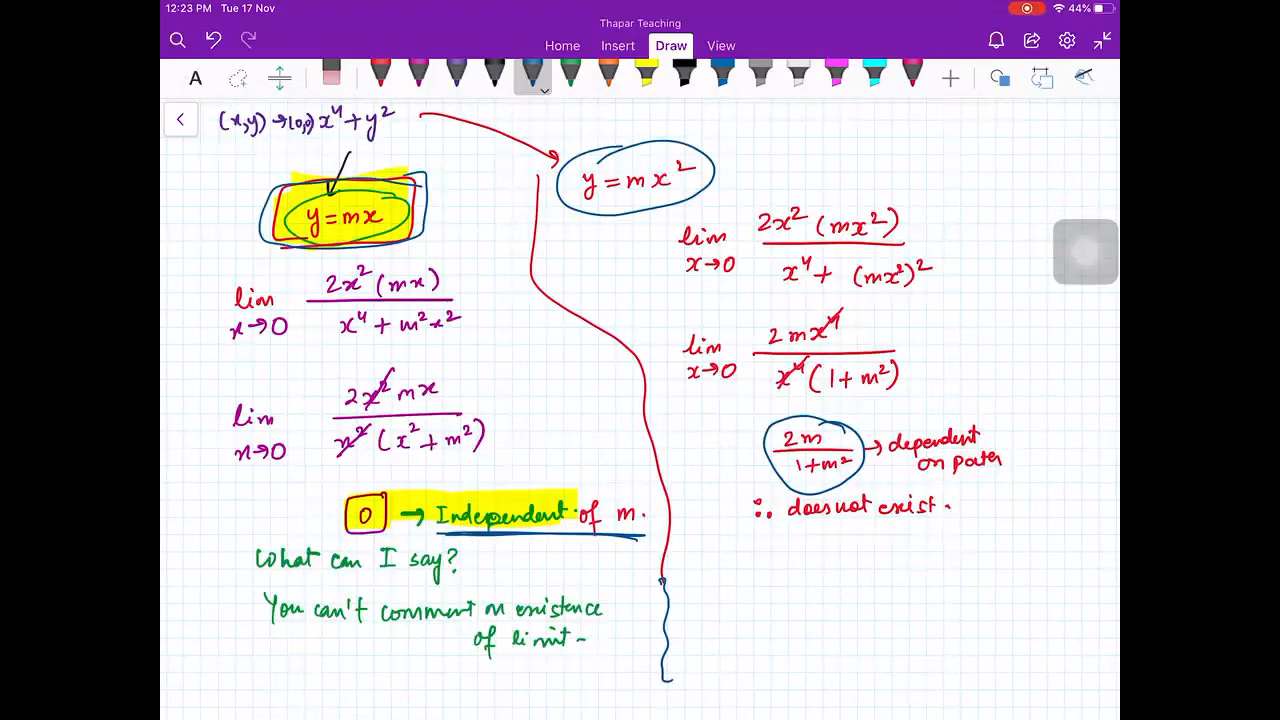 12:23 PM Tue 17 Nov
44%
Thapar Teaching
Home Insert Draw View
A
(x,y)→(0,0) x⁴+y²
y=mx
lim x→0 2x²(mx) / x⁴+m²x²
lim x→0 2x²mx / x²(x²+m²)
0 → Independent of m.
What can I say?
You can't comment on existence
of limit-
y=mx²
lim x→0 2x²(mx²) / x⁴+(mx²)²
lim x→0 2mx⁴ / x⁴(1+m²)
2m / 1+m² → dependent
on path
∴ does not exist.